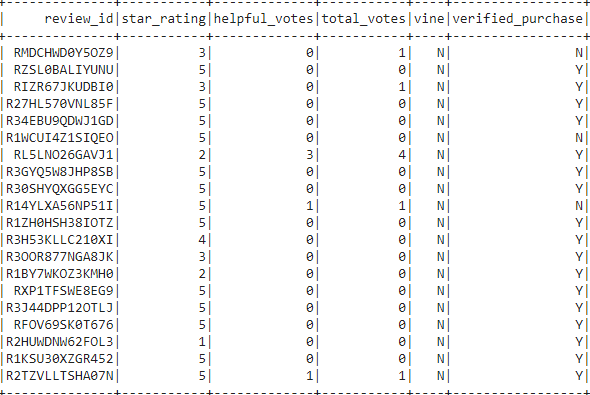 +--------------+-----------+-------------+-----------+----+-----------------+
|     review_id|star_rating|helpful_votes|total_votes|vine|verified_purchase|
+--------------+-----------+-------------+-----------+----+-----------------+
| RMDCHWD0Y5OZ9|          3|            0|          1|   N|                N|
| RZSL0BALIYUNU|          5|            0|          0|   N|                Y|
| RIZR67JKUDBI0|          3|            0|          1|   N|                Y|
|R27HL570VNL85F|          5|            0|          0|   N|                Y|
|R34EBU9QDWJ1GD|          5|            0|          0|   N|                Y|
|R1WCUI4Z1SIQEO|          5|            0|          0|   N|                N|
| RL5LNO26GAVJ1|          2|            3|          4|   N|                Y|
|R3GYQ5W8JHP8SB|          5|            0|          0|   N|                Y|
|R30SHYQXGG5EYC|          5|            0|          0|   N|                Y|
|R14YLXA56NP51I|          5|            1|          1|   N|                N|
|R1ZH0HSH38IOTZ|          5|            0|          0|   N|                Y|
|R3H53KLLC210XI|          4|            0|          0|   N|                Y|
|R3OOR877NGA8JK|          3|            0|          0|   N|                Y|
|R1BY7WKOZ3KMH0|          2|            0|          0|   N|                Y|
| RXP1TFSWE8EG9|          5|            0|          0|   N|                Y|
|R3J44DPP12OTLJ|          5|            0|          0|   N|                Y|
| RFOV69SK0T676|          5|            0|          0|   N|                Y|
|R2HUWDNW62FOL3|          1|            0|          0|   N|                Y|
|R1KSU30XZGR452|          5|            0|          0|   N|                Y|
|R2TZVLLTSHA07N|          5|            1|          1|   N|                Y|
+--------------+-----------+-------------+-----------+----+-----------------+